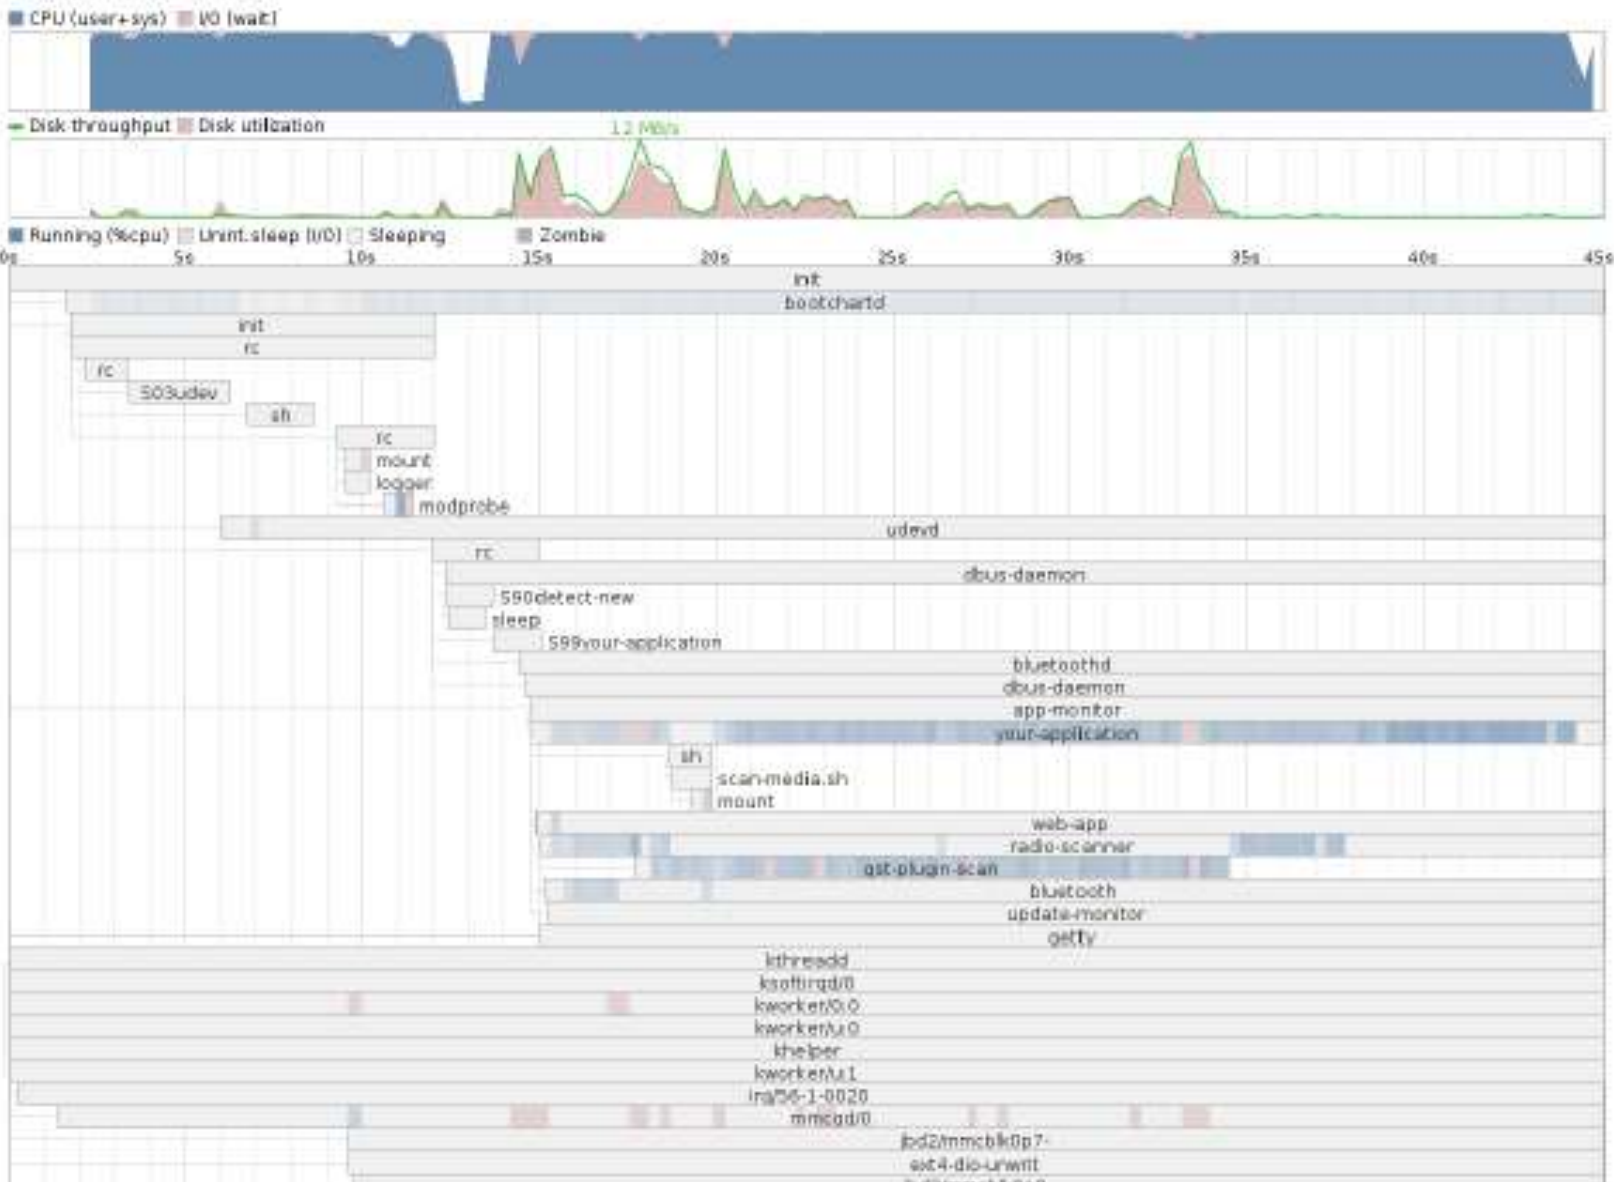 CPU (user+sys) I/O (wait)
Disk throughput Disk utilization 12 MB/s
Running (%cpu) Unint.sleep (I/O) Sleeping Zombie
0s 5s 10s 15s 20s 25s 30s 35s 40s 45s
init
bootchartd
init
rc
rc
S03udev
sh
rc
mount
logger
modprobe
udevd
rc
dbus-daemon
S90detect-new
sleep
S99your-application
bluetoothd
dbus-daemon
app-monitor
your-application
sh
scan-media.sh
mount
web-app
radio-scanner
gst-plugin-scan
bluetooth
update-monitor
getty
kthreadd
ksoftirqd/0
kworker/0:0
kworker/u:0
khelper
kworker/u:1
irq/56-1-0020
mmcqd/0
jbd2/mmcblk0p7-
ext4-dio-unwrit